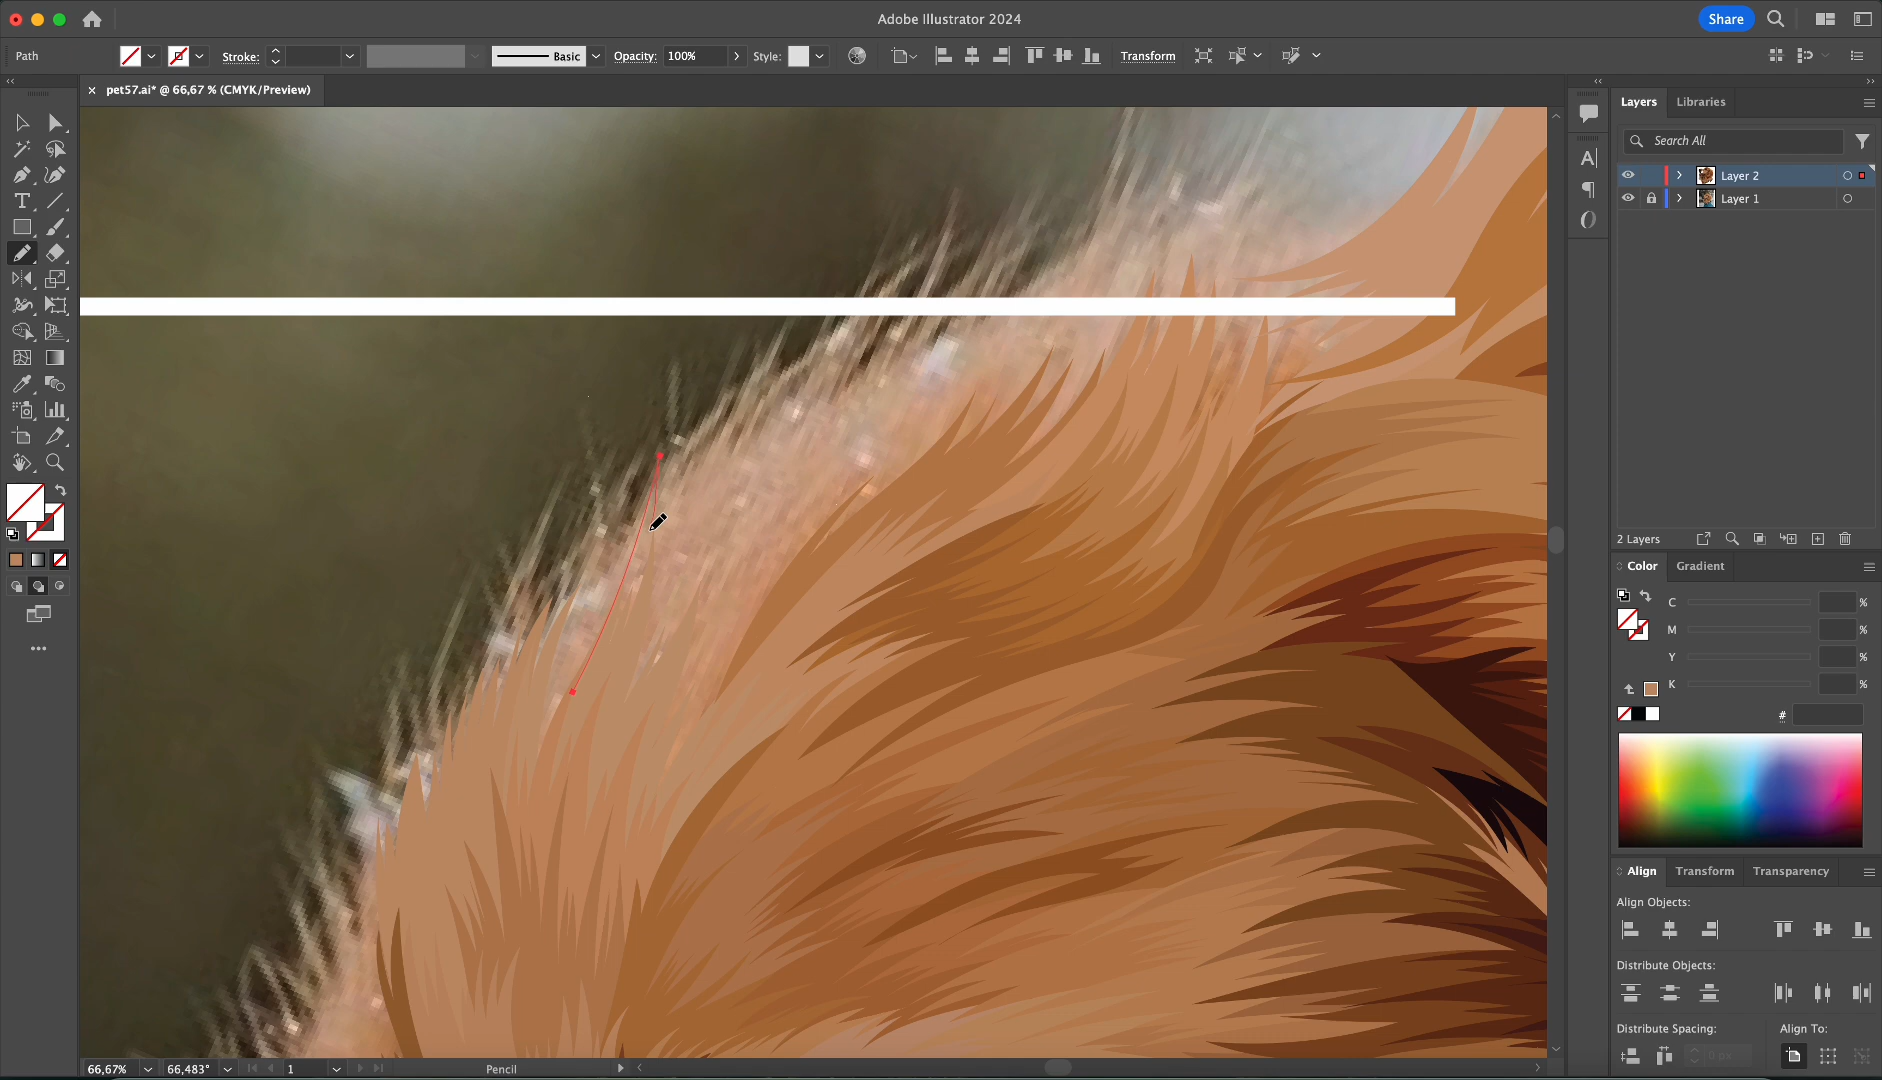 Adobe Illustrator 2024
Share
Path
Stroke:
Basic
Opacity:
100%
Style:
Transform
× pet57.ai* @ 66,67 % (CMYK/Preview)
Layers
Libraries
Search All
Layer 2
Layer 1
2 Layers
Color
Gradient
C
%
M
%
Y
%
K
%
#
Align
Transform
Transparency
Align Objects:
Distribute Objects:
Distribute Spacing:
Align To:
0 px
66,67%
66,483°
1
Pencil